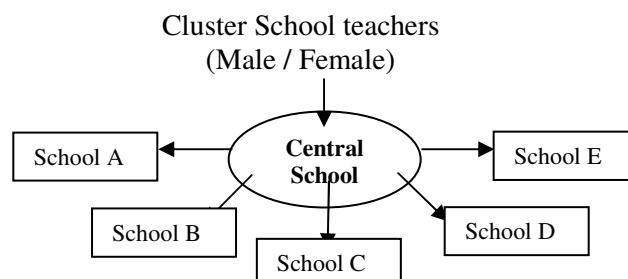 Cluster School teachers
(Male / Female)
Central
School
School A
School E
School B
School D
School C